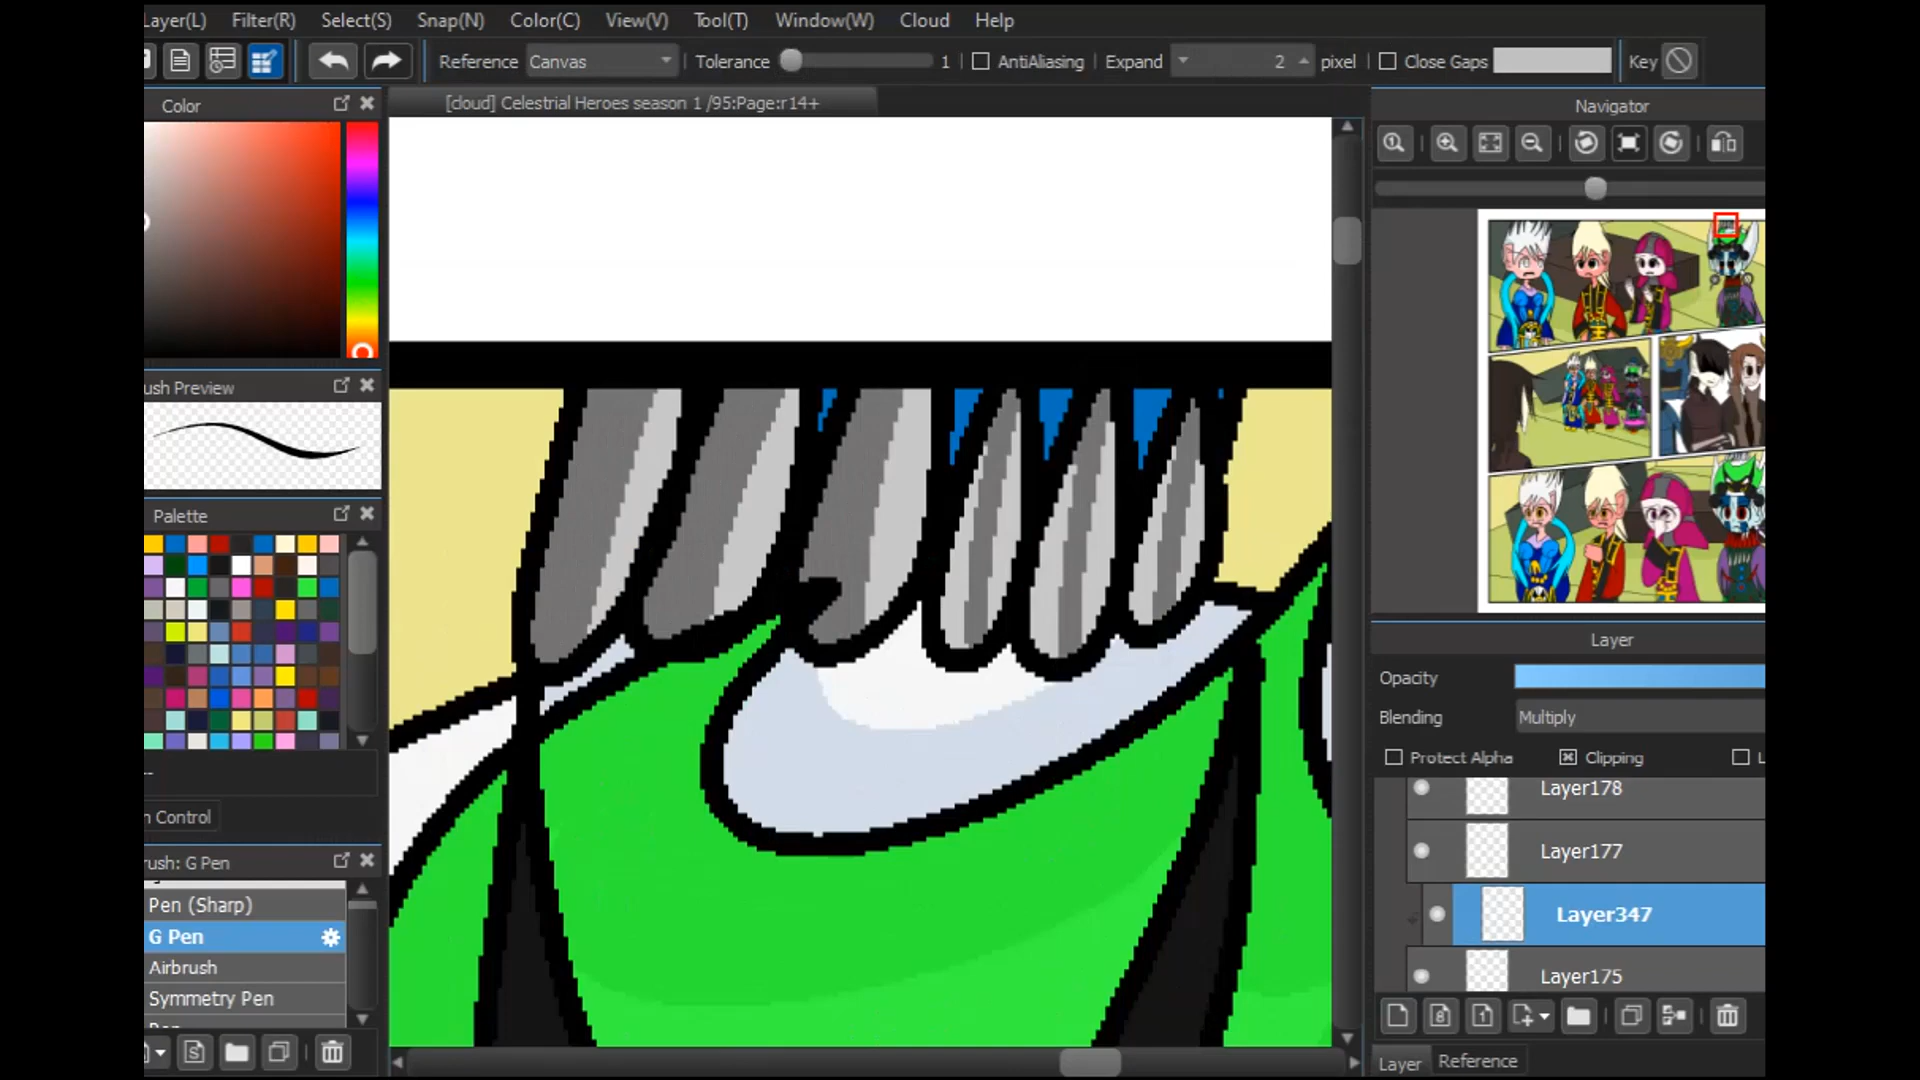 Layer(L) Filter(R) Select(S) Snap(N) Color(C) View(V) Tool(T) Window(W) Cloud Help
Reference Canvas Tolerance 1 AntiAliasing Expand 2 pixel Close Gaps Key
Color
[cloud] Celestrial Heroes season 1 /95:Page:r14+
Navigator
ush Preview
Palette
--
n Control
rush: G Pen
Pen (Sharp)
G Pen
Airbrush
Symmetry Pen
Layer
Opacity
Blending Multiply
Protect Alpha Clipping L
Layer178
Layer177
Layer347
Layer175
Layer Reference